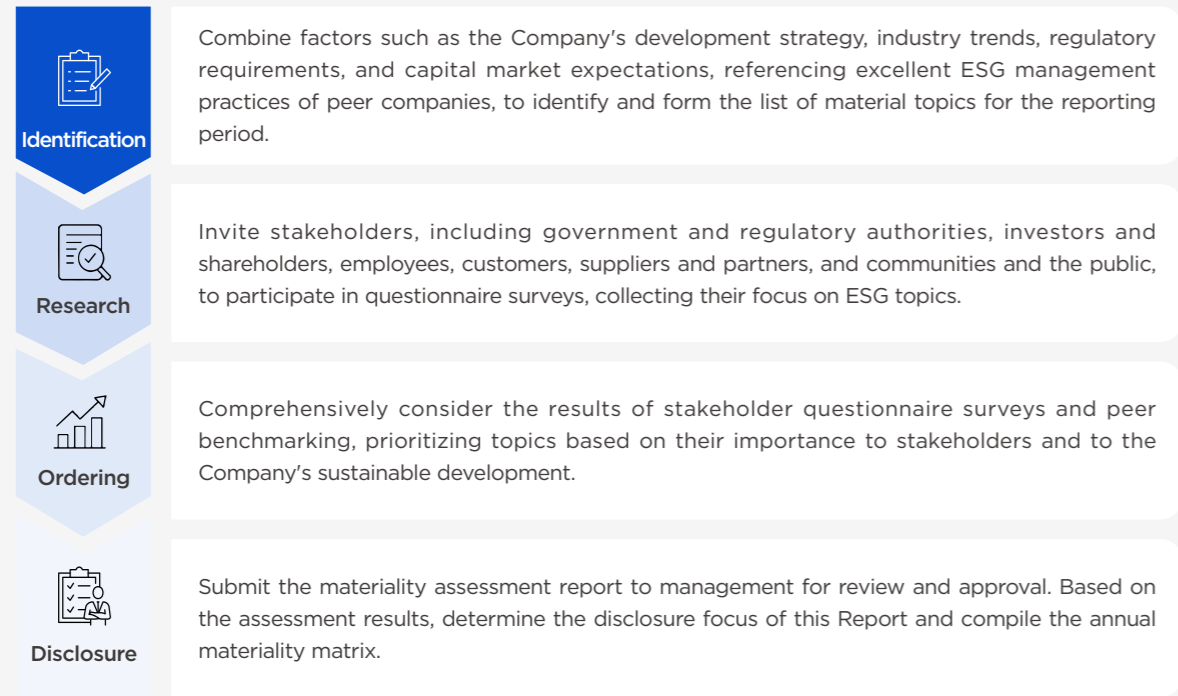 Identification
Combine factors such as the Company's development strategy, industry trends, regulatory
requirements, and capital market expectations, referencing excellent ESG management
practices of peer companies, to identify and form the list of material topics for the reporting
period.
Research
Invite stakeholders, including government and regulatory authorities, investors and
shareholders, employees, customers, suppliers and partners, and communities and the public,
to participate in questionnaire surveys, collecting their focus on ESG topics.
Ordering
Comprehensively consider the results of stakeholder questionnaire surveys and peer
benchmarking, prioritizing topics based on their importance to stakeholders and to the
Company's sustainable development.
Disclosure
Submit the materiality assessment report to management for review and approval. Based on
the assessment results, determine the disclosure focus of this Report and compile the annual
materiality matrix.